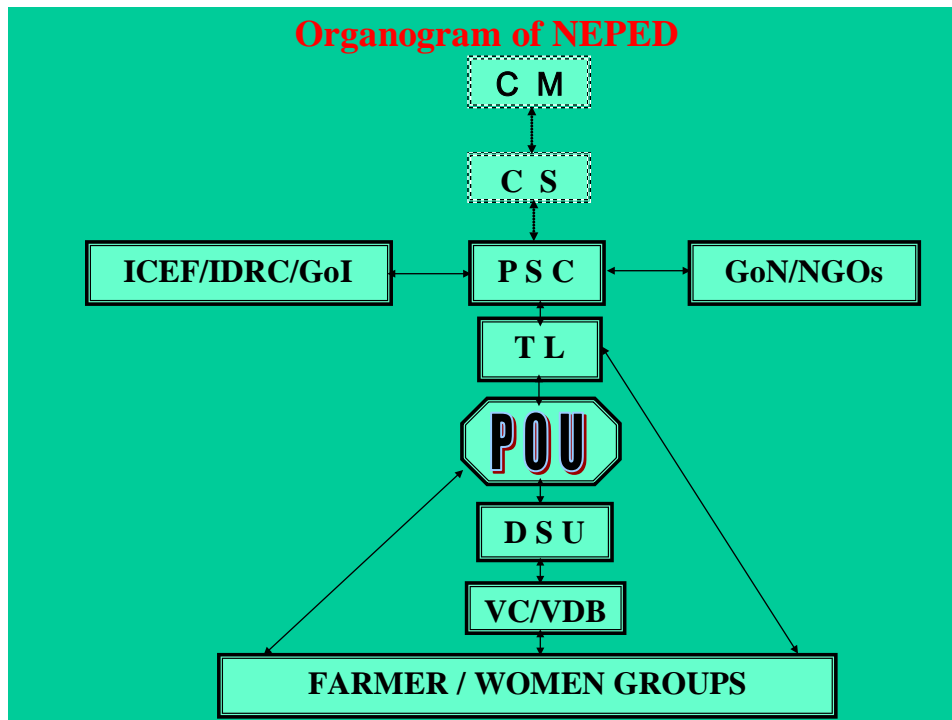 Organogram of NEPED
C M
C S
ICEF/IDRC/GoI
P S C
GoN/NGOs
T L
POU
D S U
VC/VDB
FARMER / WOMEN GROUPS